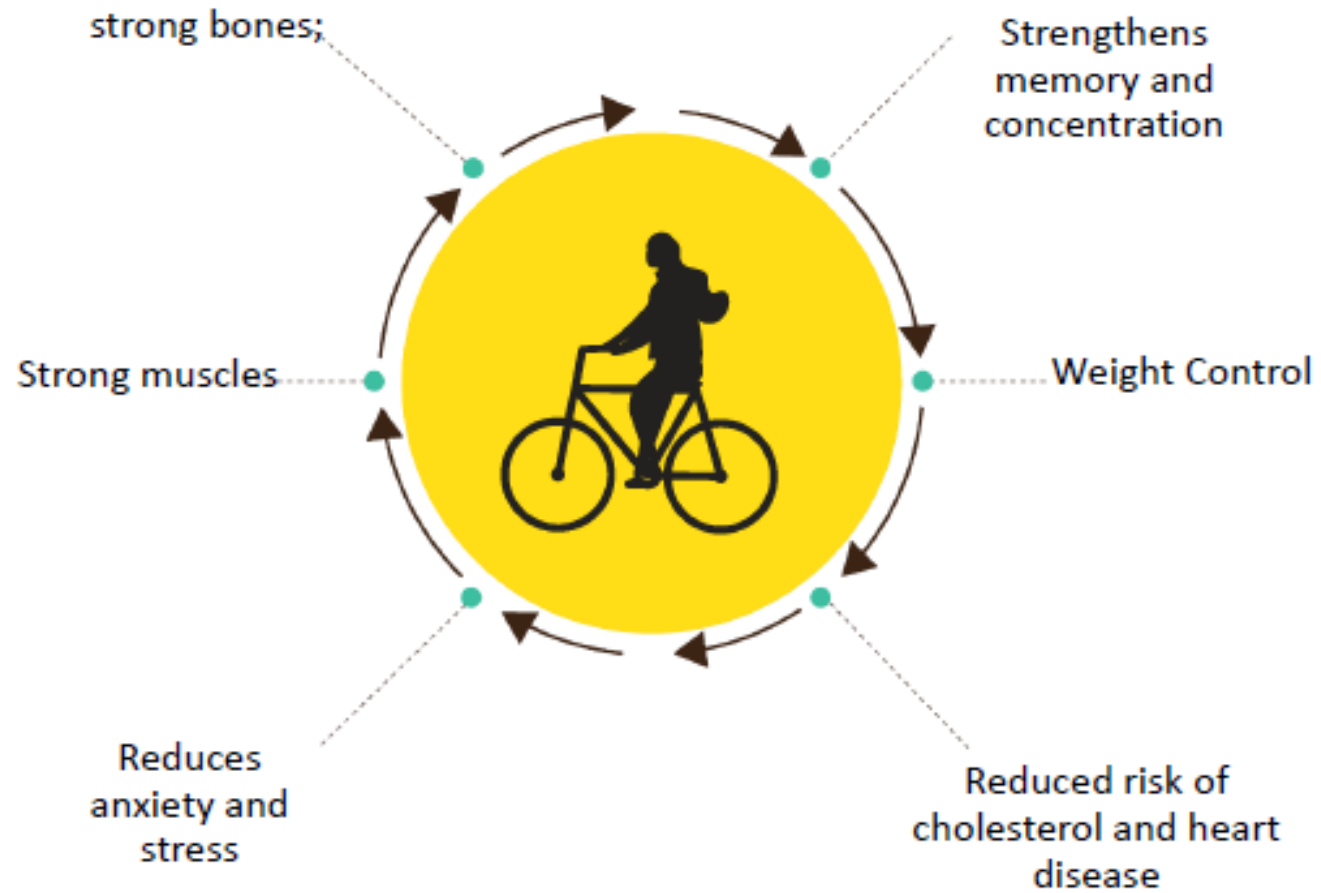 strong bones;
Strengthens
memory and
concentration
Strong muscles
Weight Control
Reduces
anxiety and
stress
Reduced risk of
cholesterol and heart
disease